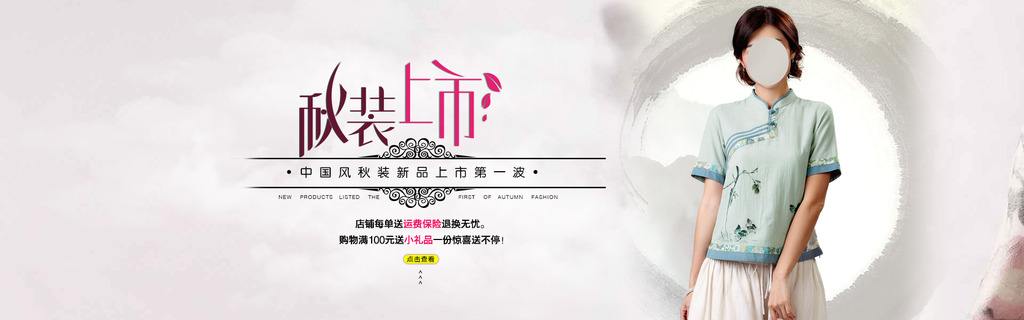 秋装上市
•中国风秋装新品上市第一波•
NEW PRODUCTS LISTED THE FIRST OF AUTUMN FASHION
店铺每单送运费保险退换无忧。
购物满100元送小礼品一份惊喜送不停！
点击查看